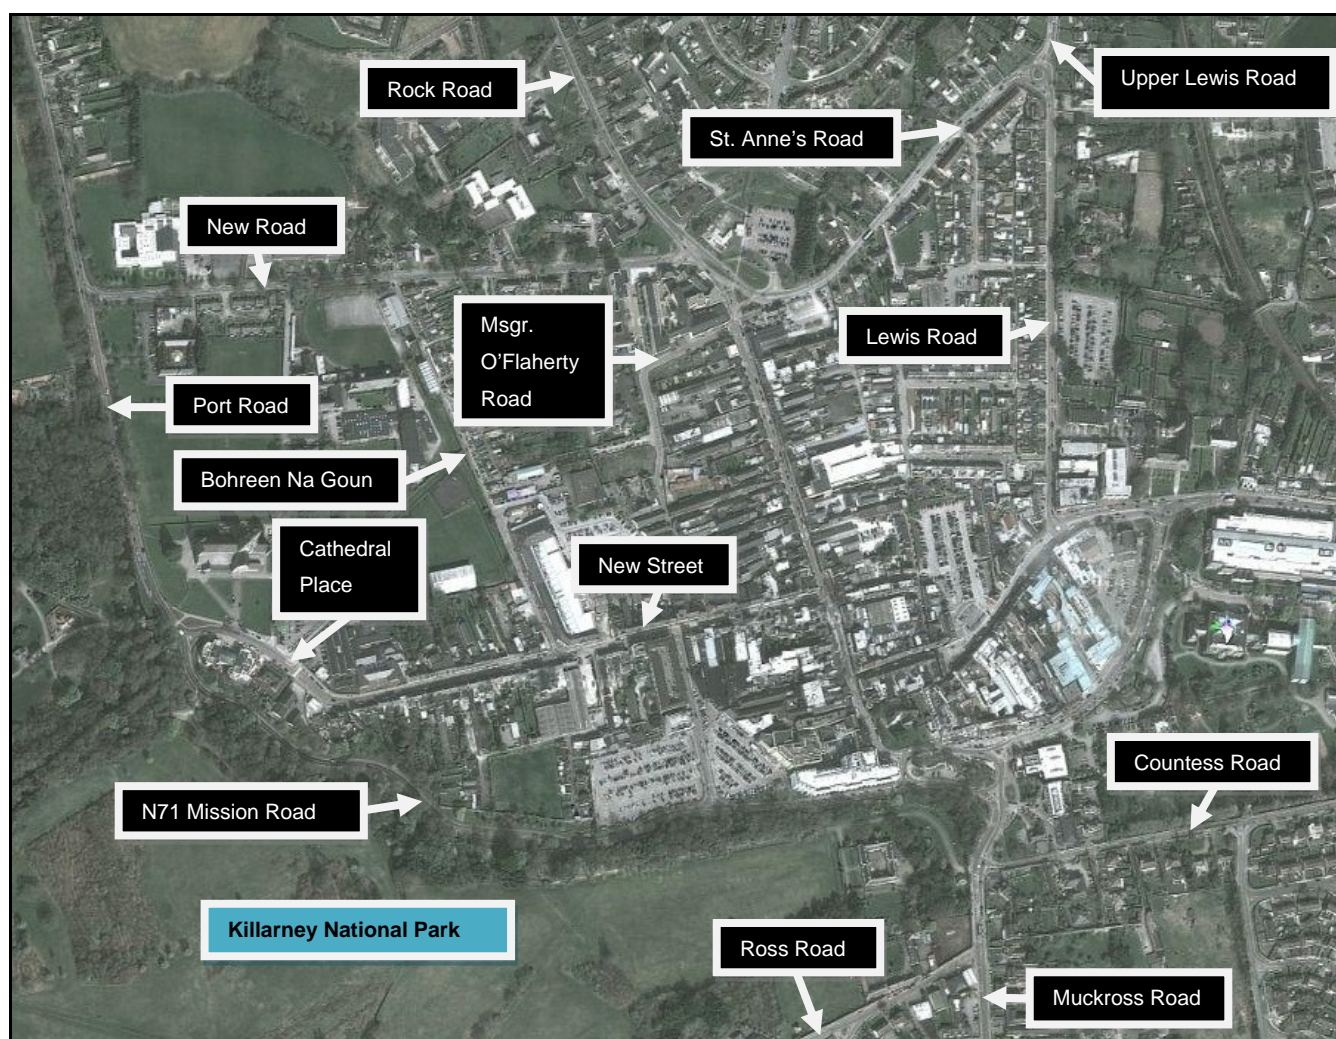 Upper Lewis Road
Rock Road
St. Anne's Road
New Road
Msgr.
O'Flaherty
Road
Lewis Road
Port Road
Bohreen Na Goun
Cathedral
Place
New Street
Countess Road
N71 Mission Road
Killarney National Park
Ross Road
Muckross Road